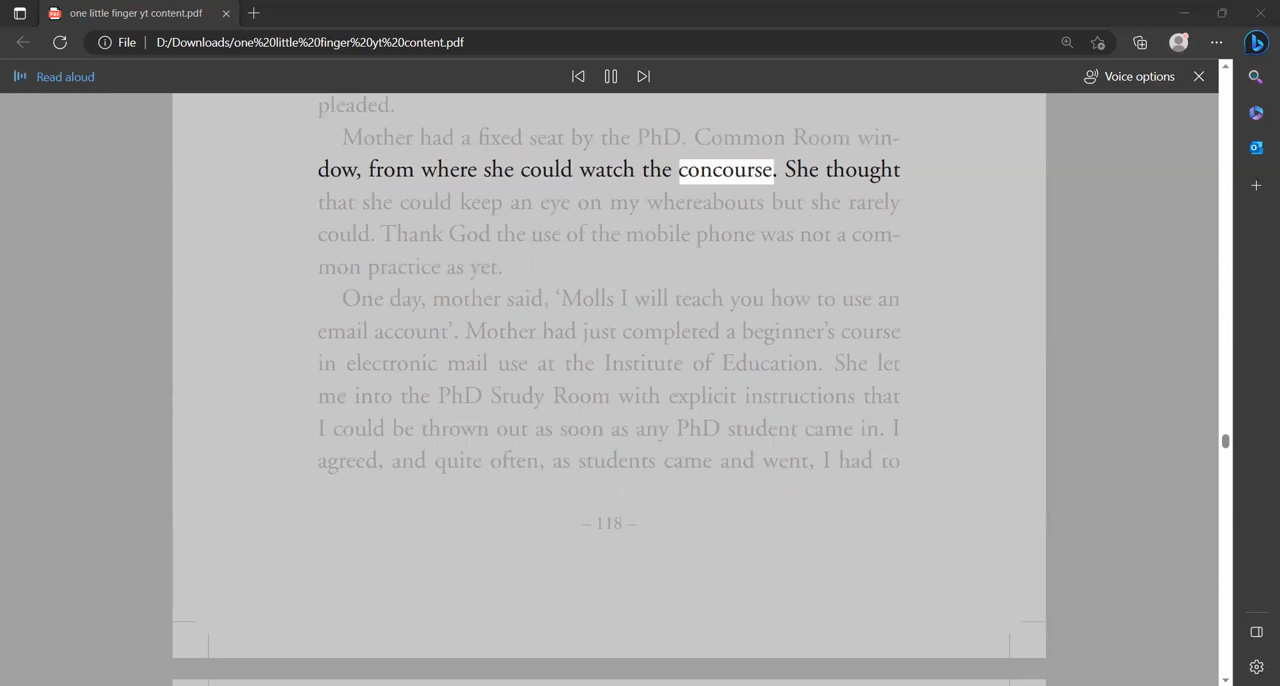 one little finger yt content.pdf
File
D:/Downloads/one%20little%20finger%20yt%20content.pdf
Read aloud
Voice options
pleaded.
Mother had a fixed seat by the PhD. Common Room win-
dow, from where she could watch the concourse. She thought
that she could keep an eye on my whereabouts but she rarely
could. Thank God the use of the mobile phone was not a com-
mon practice as yet.
One day, mother said, ‘Molls I will teach you how to use an
email account’. Mother had just completed a beginner’s course
in electronic mail use at the Institute of Education. She let
me into the PhD Study Room with explicit instructions that
I could be thrown out as soon as any PhD student came in. I
agreed, and quite often, as students came and went, I had to
– 118 –